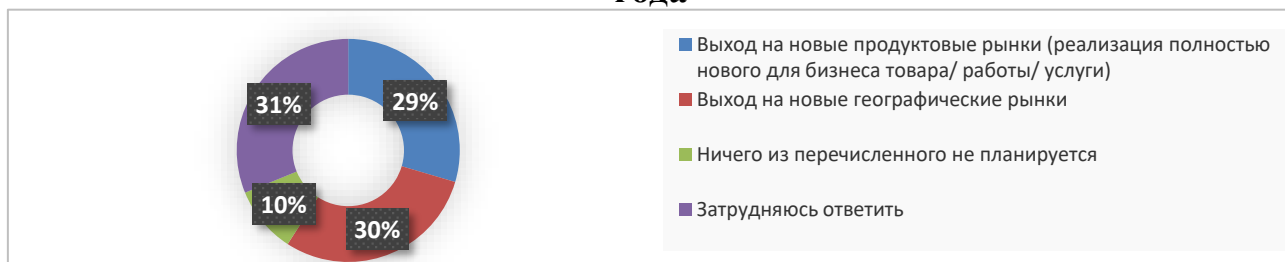 года
31%
29%
10%
30%
Выход на новые продуктовые рынки (реализация полностью
нового для бизнеса товара/ работы/ услуги)
Выход на новые географические рынки
Ничего из перечисленного не планируется
Затрудняюсь ответить